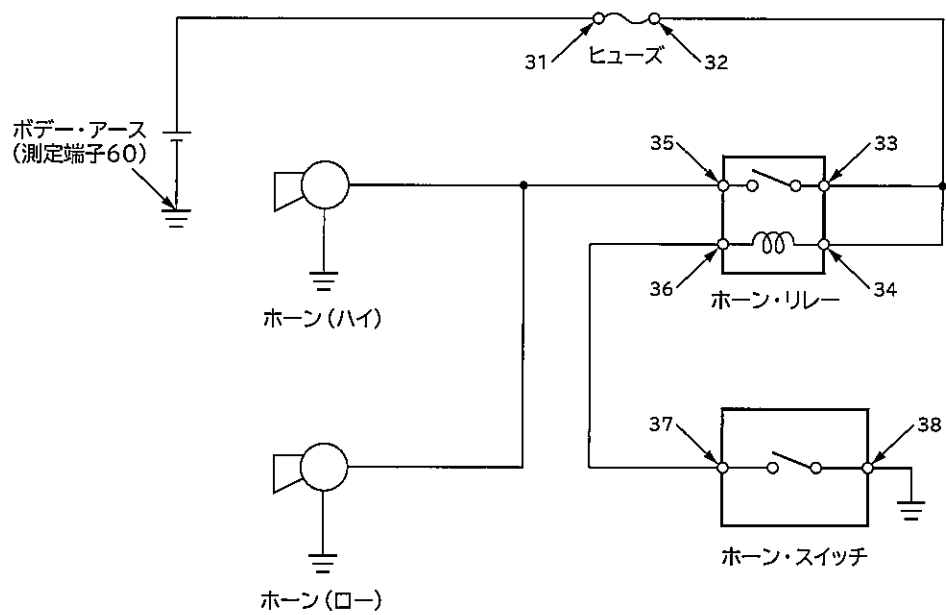 31
32
ヒューズ
ボデー・アース
(測定端子60)
35
33
36
34
ホーン・リレー
ホーン(ハイ)
37
38
ホーン・スイッチ
ホーン(ロー)